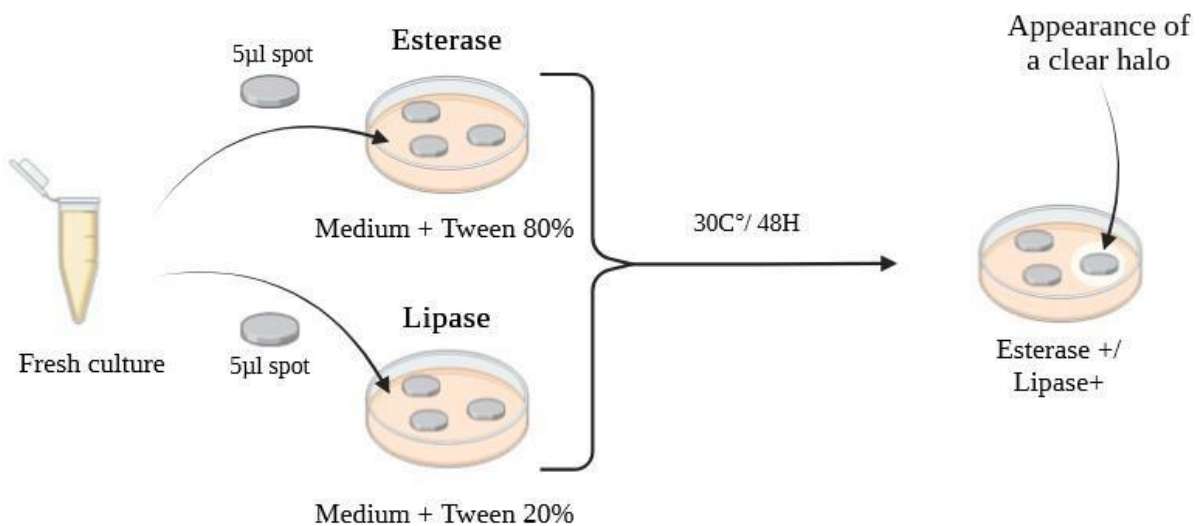 Esterase
5µl spot
Medium + Tween 80%
Fresh culture
Lipase
5µl spot
Medium + Tween 20%
30C°/ 48H
Appearance of
a clear halo
Esterase +/
Lipase+